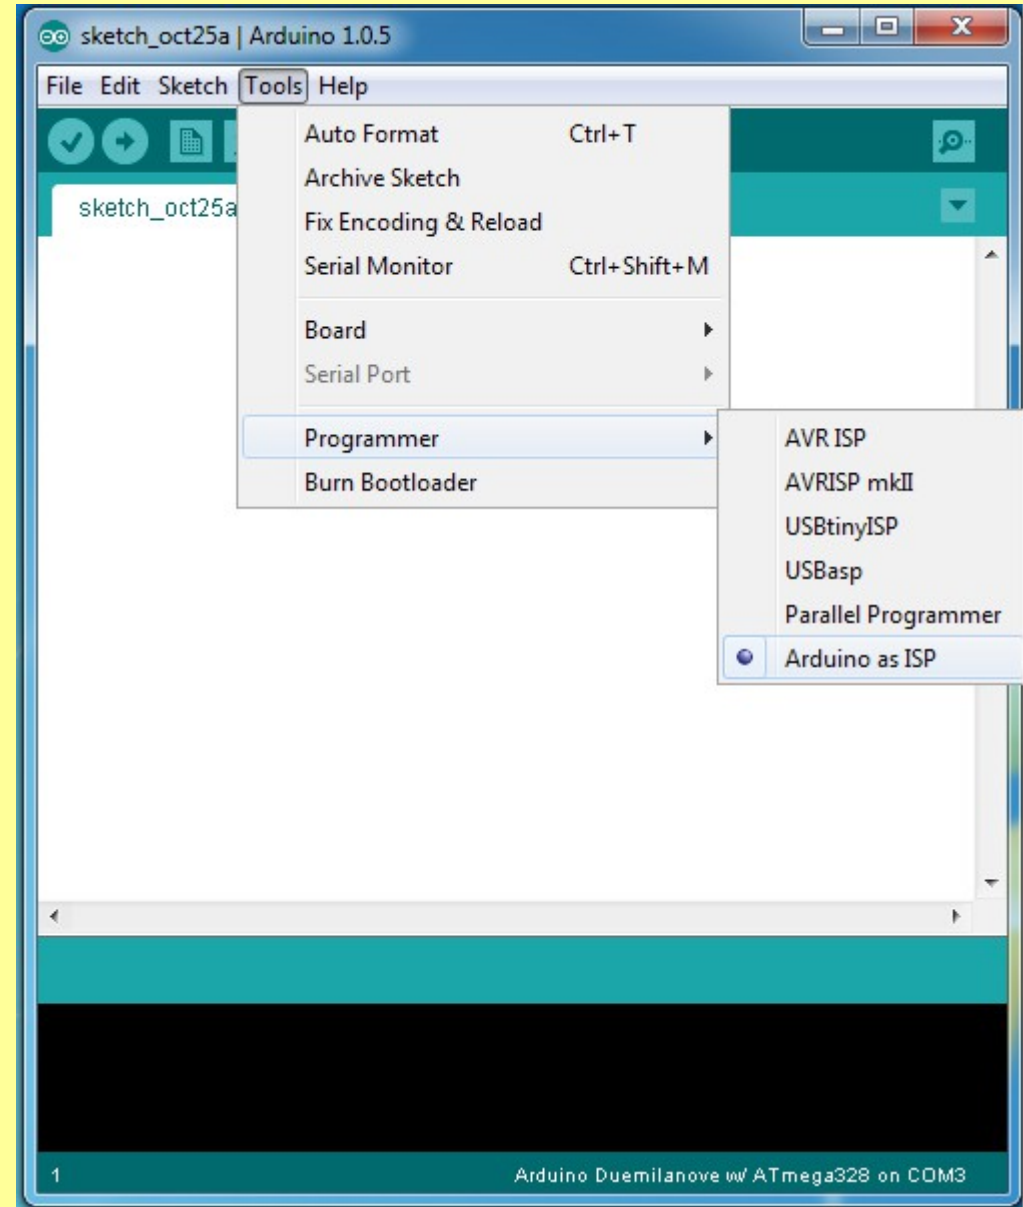 sketch_oct25a | Arduino 1.0.5
File Edit Sketch Tools Help
Auto Format Ctrl+T
sketch_oct25a
Archive Sketch
Fix Encoding & Reload
Serial Monitor Ctrl+Shift+M
Board
Serial Port
Programmer
Burn Bootloader
AVR ISP
AVRISP mkII
USBtinyISP
USBasp
Parallel Programmer
Arduino as ISP
1 Arduino Duemilanove w/ ATmega328 on COM3